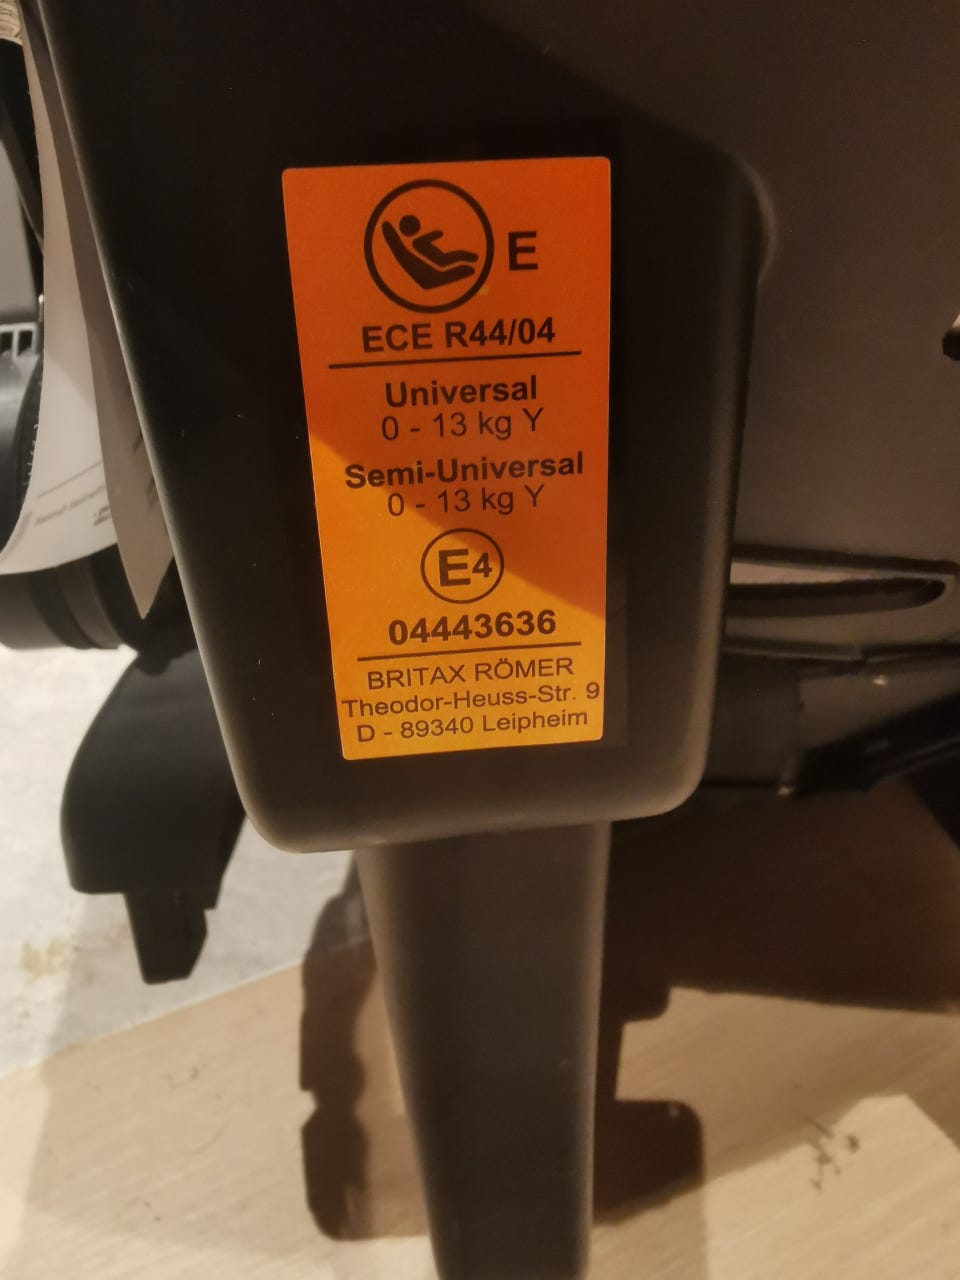 E
ECE R44/04
Universal
0 - 13 kg Y
Semi-Universal
0 - 13 kg Y
E4
04443636
BRITAX RÖMER
Theodor-Heuss-Str. 9
D - 89340 Leipheim